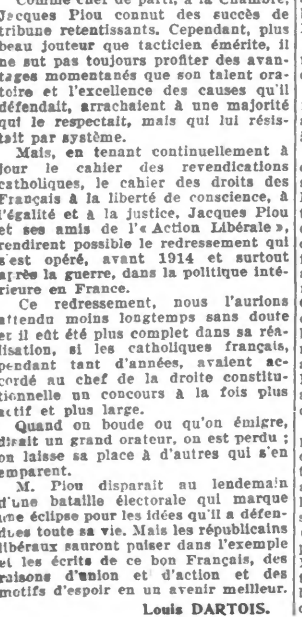 Comme chef de parti, à la Chambre,
Jacques Piou connut des succès de
tribune retentissants. Cependant, plus
beau jouteur que tacticien émérite, il
ne sut pas toujours profiter des avan-
tages momentanés que son talent ora-
toire et l'excellence des causes qu'il
défendait, arrachaient à une majorité
qui le respectait, mais qui lui résis-
tait par système.
Mais, en tenant continuellement à
jour le cahier des revendications
catholiques, le cahier des droits des
Français à la liberté de conscience, à
l'égalité et à la justice, Jacques Piou
et ses amis de l'« Action Libérale »,
rendirent possible le redressement qui
s'est opéré, avant 1914 et surtout
après la guerre, dans la politique inté-
rieure en France.
Ce redressement, nous l'aurions
attendu moins longtemps sans doute
et il eût été plus complet dans sa réa-
lisation, si les catholiques français,
pendant tant d'années, avaient ac-
cordé au chef de la droite constitu-
tionnelle un concours à la fois plus
actif et plus large.
Quand on boude ou qu'on émigre,
disait un grand orateur, on est perdu ;
on laisse sa place à d'autres qui s'en
emparent.
M. Piou disparaît au lendemain
d'une bataille électorale qui marque
une éclipse pour les idées qu'il a défen-
dues toute sa vie. Mais les républicains
libéraux sauront puiser dans l'exemple
et les écrits de ce bon Français, des
raisons d'union et d'action et des
motifs d'espoir en un avenir meilleur.
Louis DARTOIS.